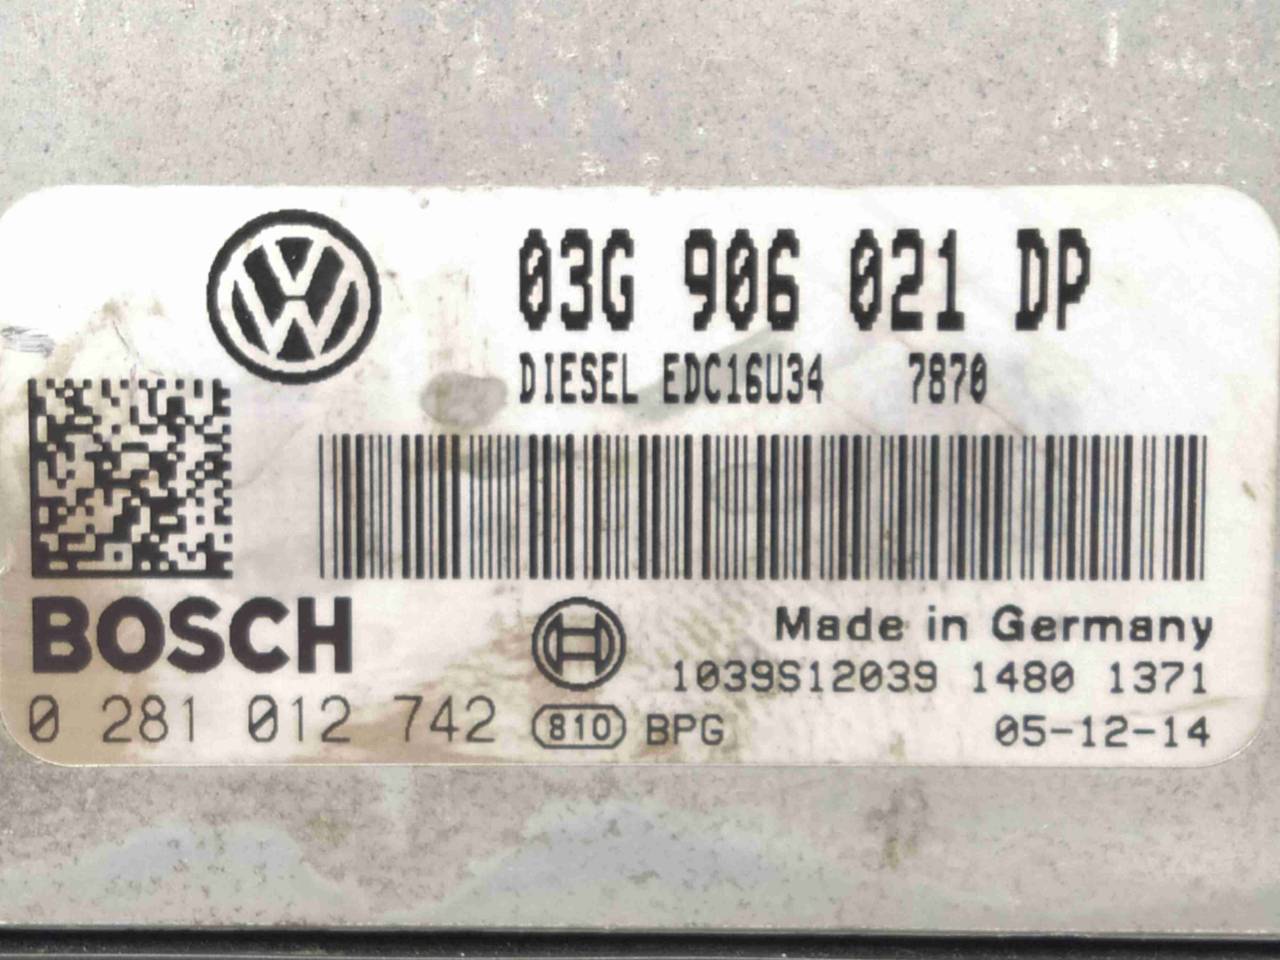 03G 906 021 DP
DIESEL EDC16U34 7870
BOSCH
0 281 012 742
810 BPG
Made in Germany
1039S12039 1480 1371
05-12-14